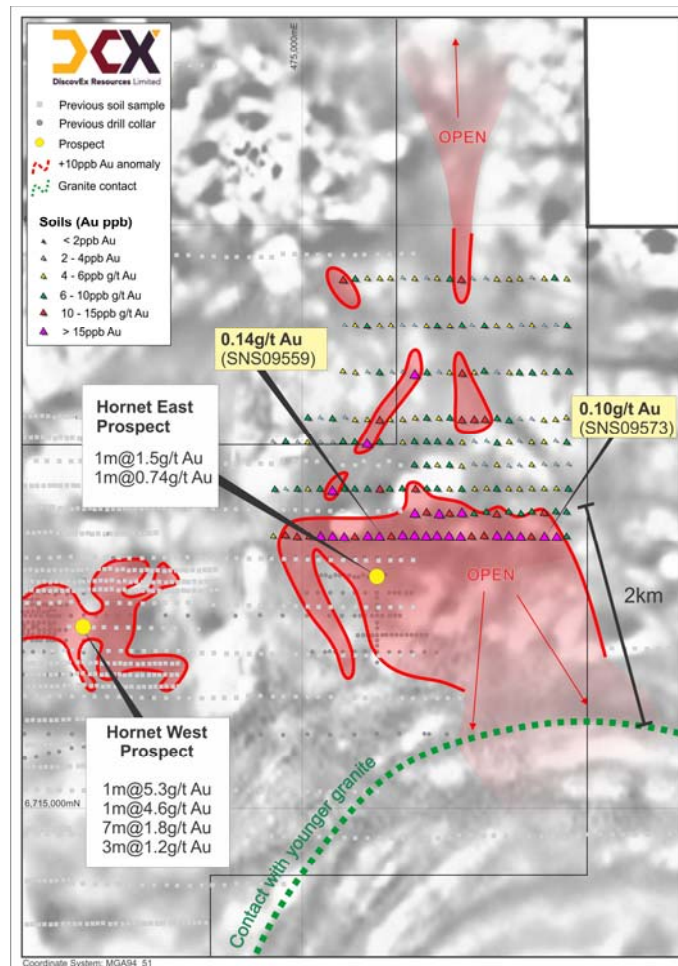 DCX
DiscovEx Resources Limited
Previous soil sample
Previous drill collar
Prospect
+10ppb Au anomaly
Granite contact
Soils (Au ppb)
< 2ppb Au
2 - 4ppb Au
4 - 6ppb g/t Au
6 - 10ppb g/t Au
10 - 15ppb g/t Au
> 15ppb Au
475,000mE
OPEN
0.14g/t Au
(SNS09559)
Hornet East
Prospect
1m@1.5g/t Au
1m@0.74g/t Au
0.10g/t Au
(SNS09573)
OPEN
2km
Hornet West
Prospect
1m@5.3g/t Au
1m@4.6g/t Au
7m@1.8g/t Au
3m@1.2g/t Au
6,715,000mN
Contact with younger granite
Coordinate System: MGA94_51